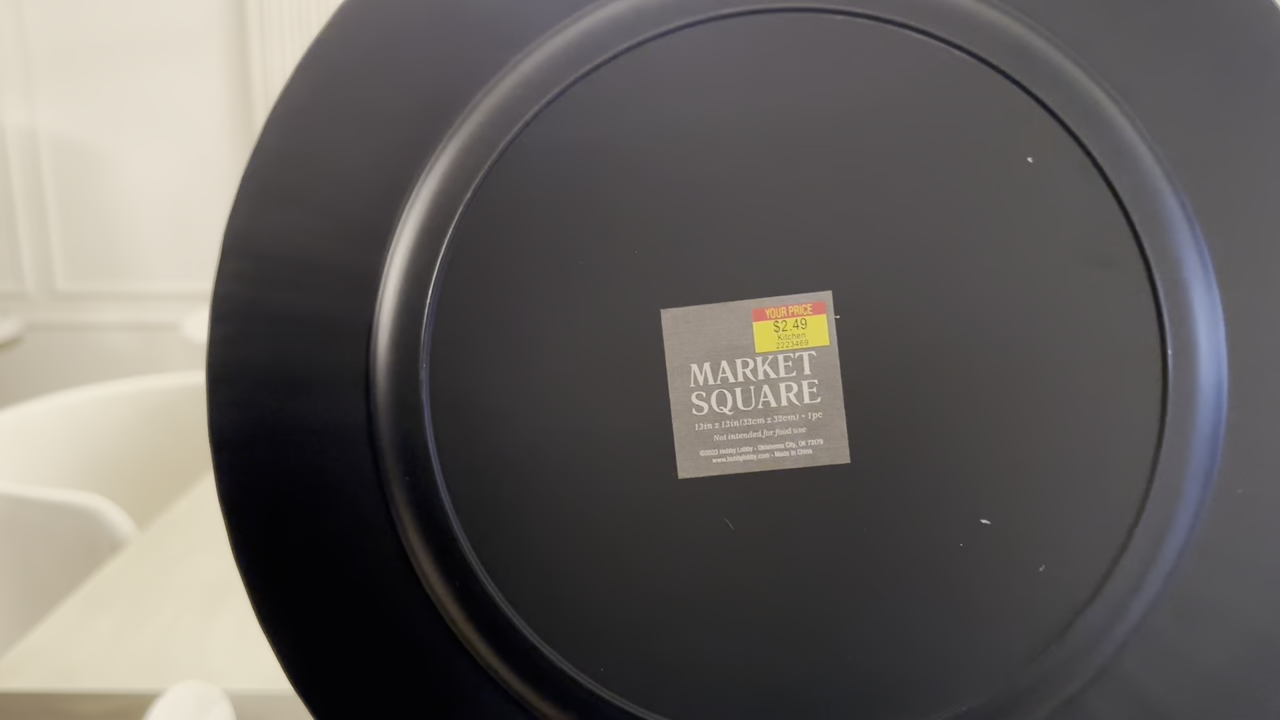 YOUR PRICE
$2.49
Kitchen
2223469
MARKET
SQUARE
13in x 13in(33cm x 33cm) • 1pc
Not intended for food use
©2023 Hobby Lobby - Oklahoma City, OK 73179
www.hobbylobby.com - Made in China